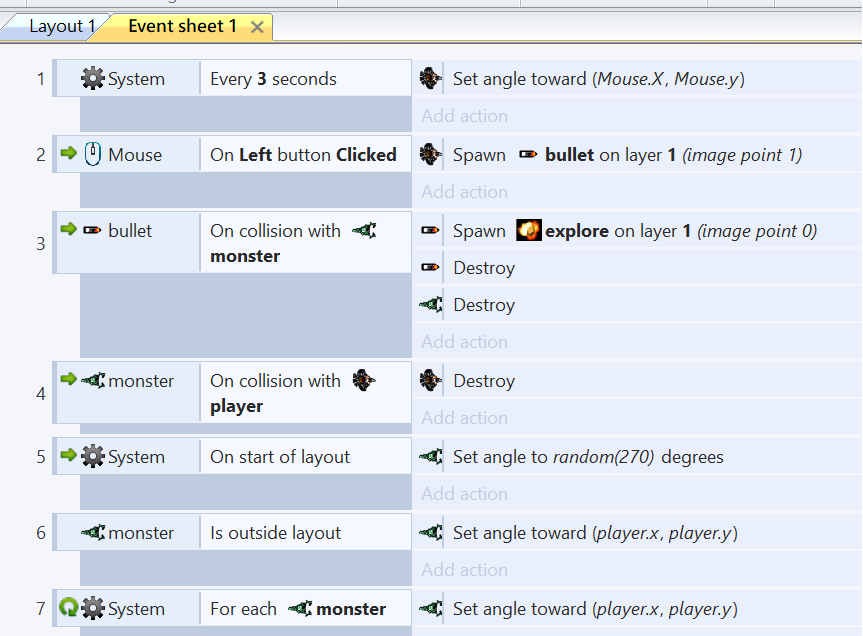 Layout 1 Event sheet 1
1 System Every 3 seconds Set angle toward (Mouse.X, Mouse.y)
Add action
2 Mouse On Left button Clicked Spawn bullet on layer 1 (image point 1)
Add action
3 bullet On collision with monster Spawn explore on layer 1 (image point 0)
Destroy
Destroy
Add action
4 monster On collision with player Destroy
Add action
5 System On start of layout Set angle to random(270) degrees
Add action
6 monster Is outside layout Set angle toward (player.x, player.y)
Add action
7 System For each monster Set angle toward (player.x, player.y)